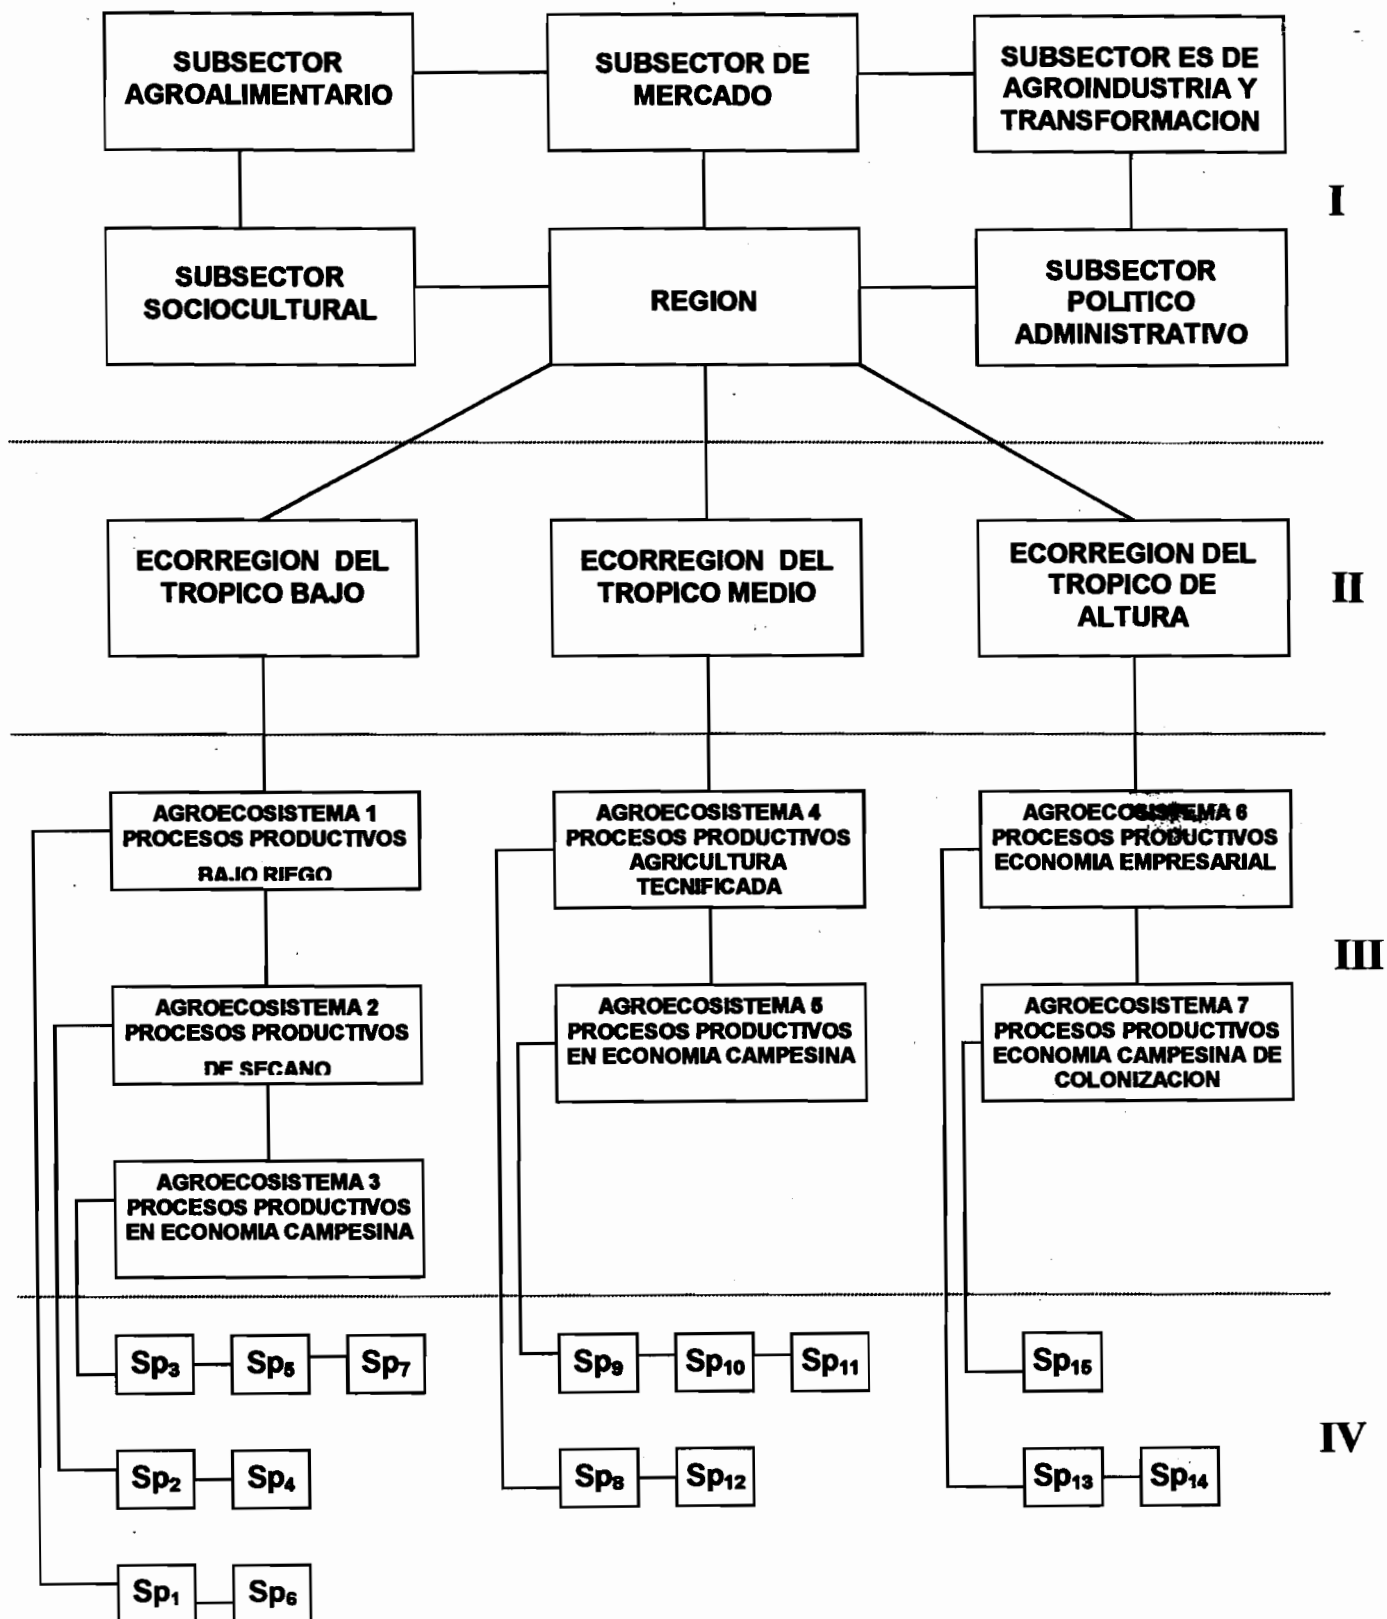 SUBSECTOR
AGROALIMENTARIO
SUBSECTOR DE
MERCADO
SUBSECTOR ES DE
AGROINDUSTRIA Y
TRANSFORMACION
I
SUBSECTOR
SOCIOCULTURAL
REGION
SUBSECTOR
POLITICO
ADMINISTRATIVO
ECORREGION DEL
TROPICO BAJO
ECORREGION DEL
TROPICO MEDIO
ECORREGION DEL
TROPICO DE
ALTURA
II
AGROECOSISTEMA 1
PROCESOS PRODUCTIVOS
BAJO RIEGO
AGROECOSISTEMA 4
PROCESOS PRODUCTIVOS
AGRICULTURA
TECNIFICADA
AGROECOSISTEMA 6
PROCESOS PRODUCTIVOS
ECONOMIA EMPRESARIAL
III
AGROECOSISTEMA 2
PROCESOS PRODUCTIVOS
DE SECANO
AGROECOSISTEMA 5
PROCESOS PRODUCTIVOS
EN ECONOMIA CAMPESINA
AGROECOSISTEMA 7
PROCESOS PRODUCTIVOS
ECONOMIA CAMPESINA DE
COLONIZACION
AGROECOSISTEMA 3
PROCESOS PRODUCTIVOS
EN ECONOMIA CAMPESINA
Sp₃
Sp₅
Sp₇
Sp₉
Sp₁₀
Sp₁₁
Sp₁₅
IV
Sp₂
Sp₄
Sp₈
Sp₁₂
Sp₁₃
Sp₁₄
Sp₁
Sp₆